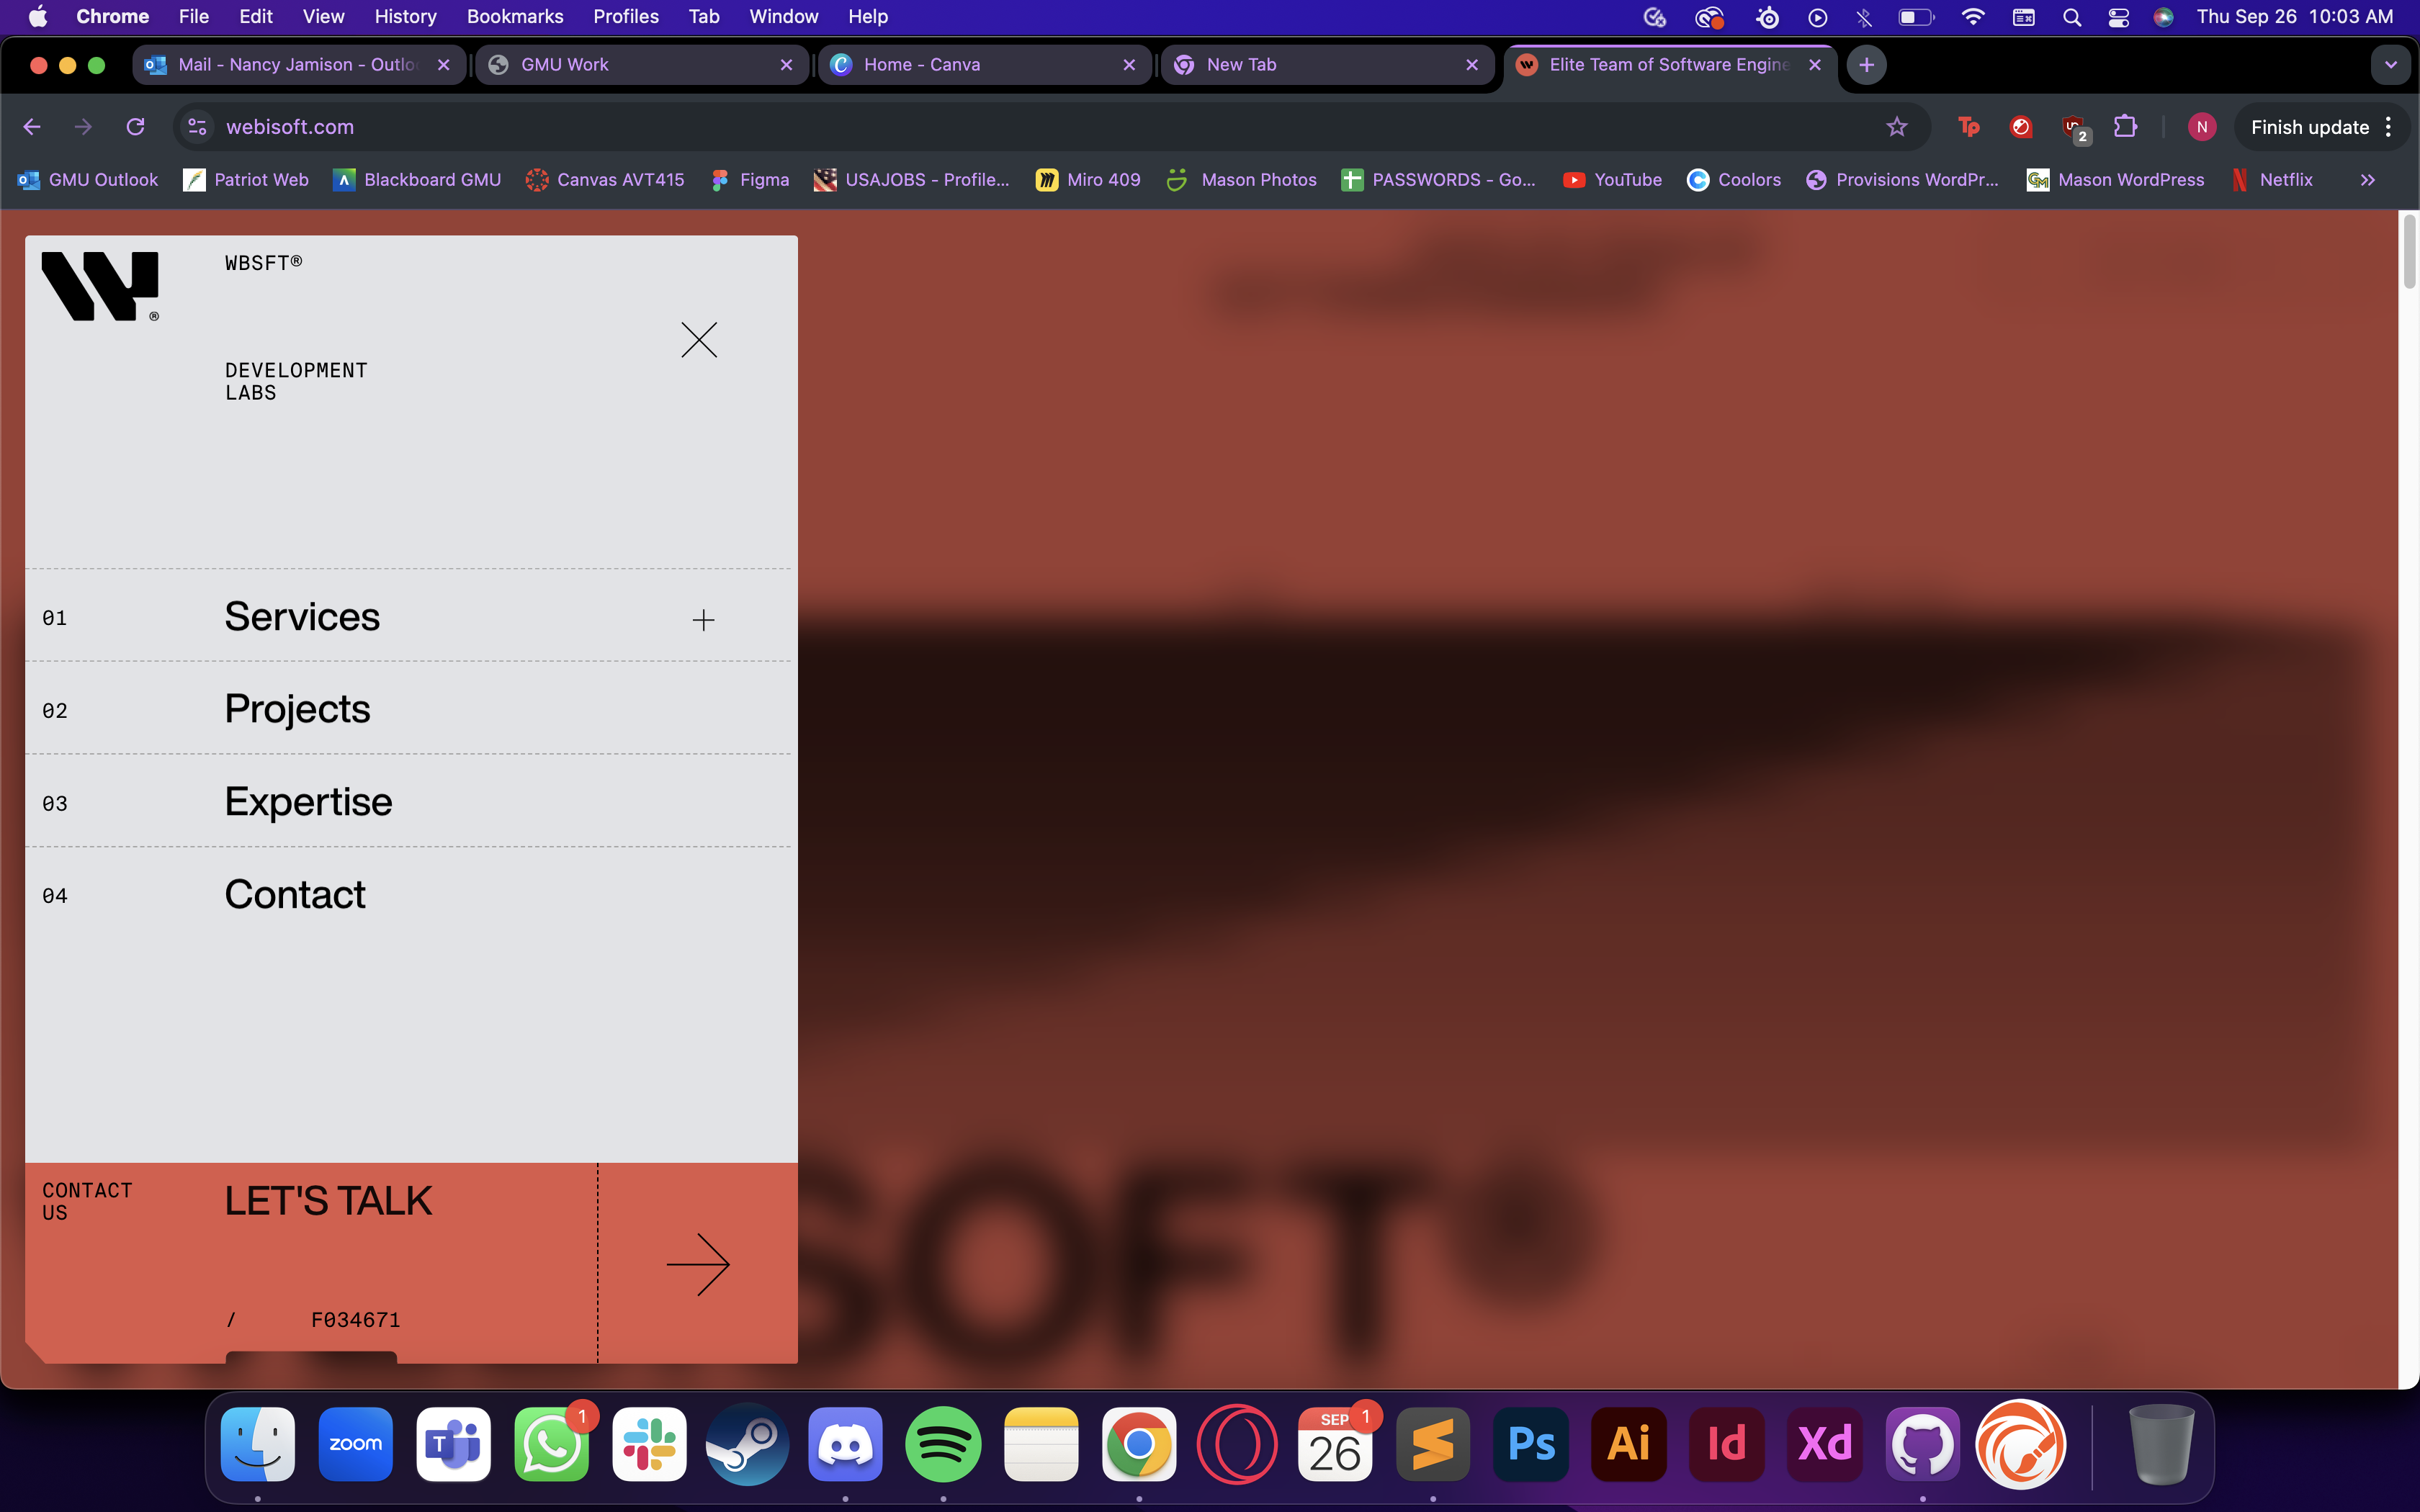 Chrome File Edit View History Bookmarks Profiles Tab Window Help Thu Sep 26 10:03 AM
Mail - Nancy Jamison - Outlo GMU Work Home - Canva New Tab Elite Team of Software Engine
webisoft.com Tp 2 N Finish update
GMU Outlook Patriot Web Blackboard GMU Canvas AVT415 Figma USAJOBS - Profile... Miro 409 Mason Photos PASSWORDS - Go... YouTube Coolors Provisions WordPr... Mason WordPress Netflix
WBSFT®
®
DEVELOPMENT
LABS
01 Services
02 Projects
03 Expertise
04 Contact
CONTACT
US
LET'S TALK
/ F034671
SOFT
zoom T 1 SEP 1
26 Ps Ai Id Xd